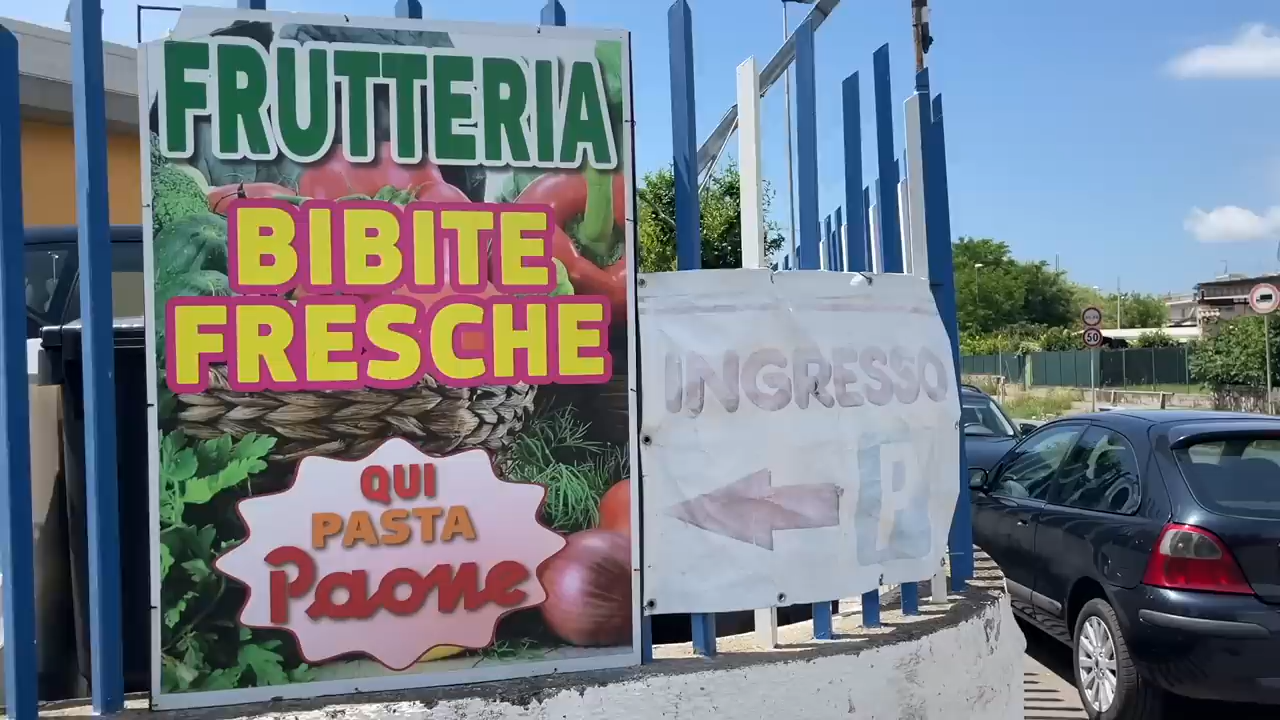 FRUTTERIA
BIBITE
FRESCHE
QUI
PASTA
Paone
INGRESSO
P
50